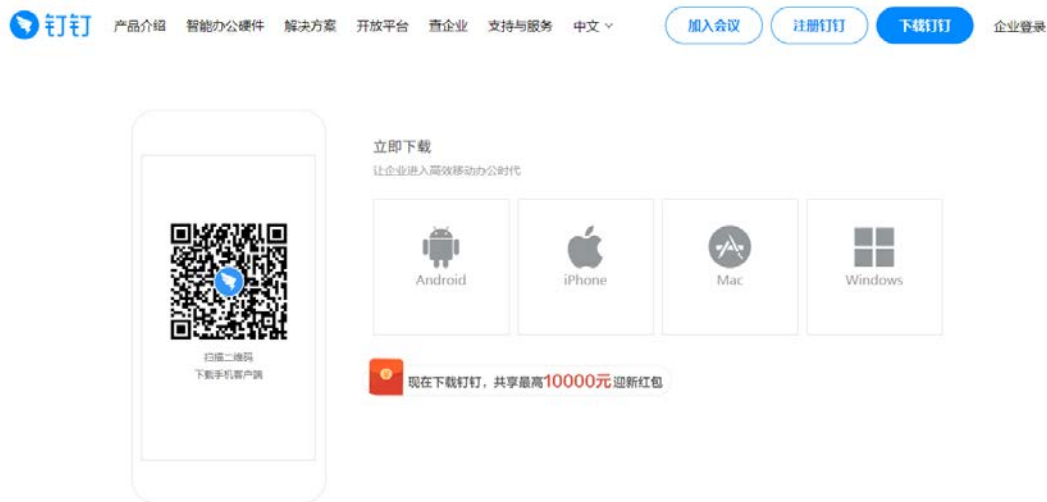 钉钉 产品介绍 智能办公硬件 解决方案 开放平台 查企业 支持与服务 中文 加入会议 注册钉钉 下载钉钉 企业登录
立即下载
让企业进入高效移动办公时代
Android iPhone Mac Windows
扫描二维码
下载手机客户端
现在下载钉钉，共享最高10000元迎新红包